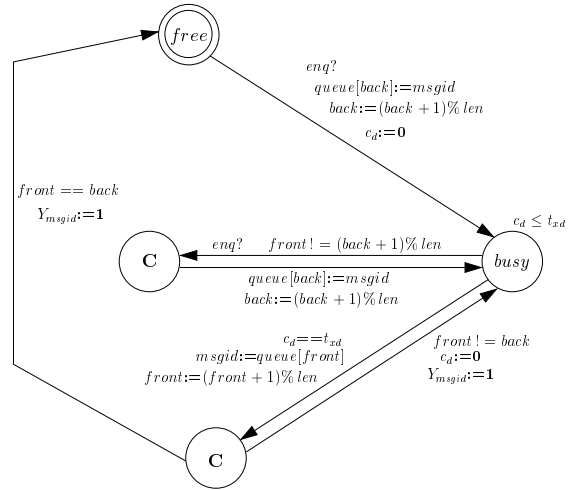 free
enq?
queue[back]:=msgid
back:=(back + 1)% len
c_d:=0
front == back
Y_msgid:=1
c_d ≤ t_xd
enq? front! = (back + 1)% len
C
busy
queue[back]:=msgid
back:=(back + 1)% len
c_d==t_xd
msgid:=queue[front]
front:=(front + 1)% len
front! = back
c_d:=0
Y_msgid:=1
C